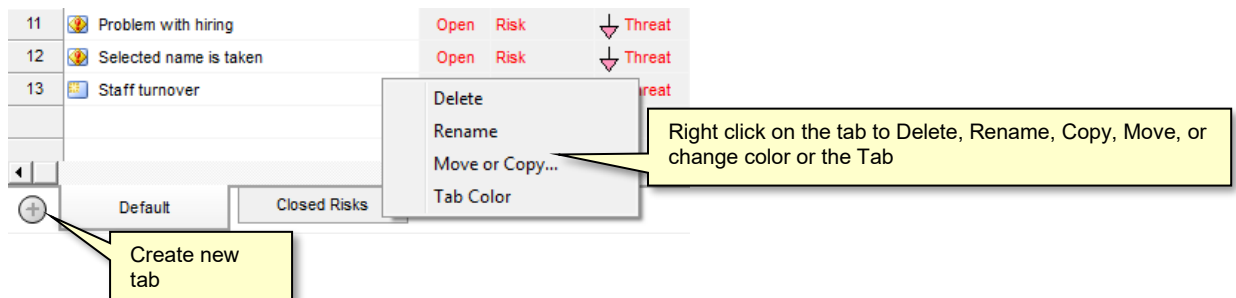 11 Problem with hiring Open Risk Threat
12 Selected name is taken Open Risk Threat
13 Staff turnover reat
Delete
Rename
Move or Copy...
Tab Color
Right click on the tab to Delete, Rename, Copy, Move, or
change color or the Tab
Default Closed Risks
Create new
tab